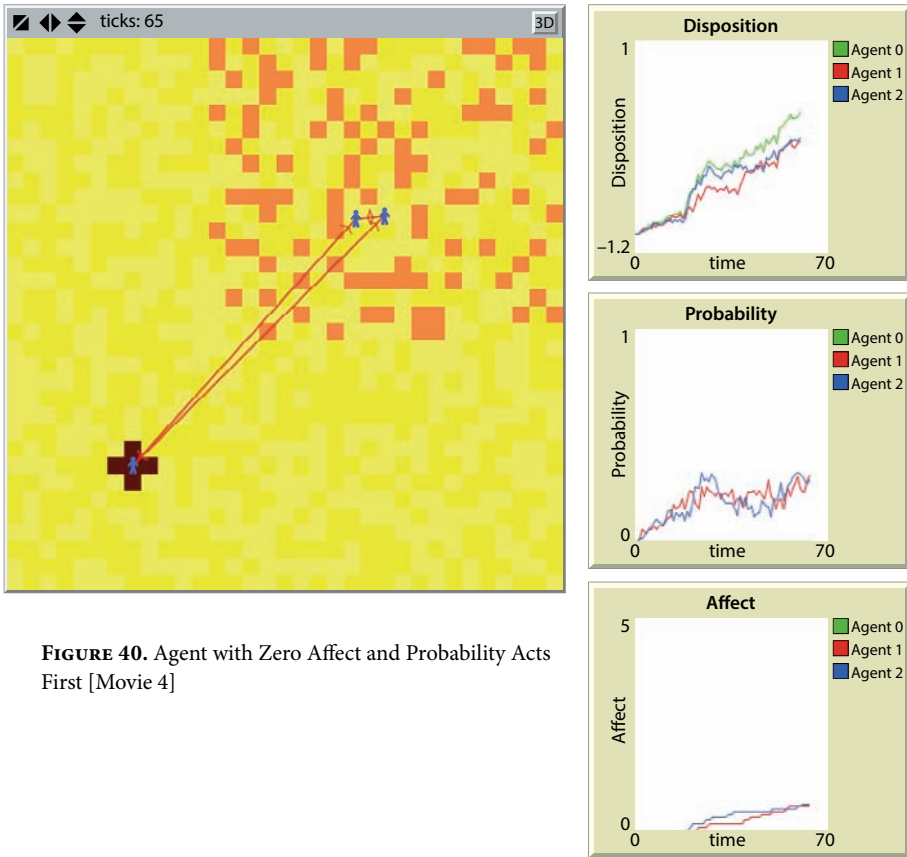 ticks: 65
3D
FIGURE 40. Agent with Zero Affect and Probability Acts
First [Movie 4]
Disposition
1
Disposition
−1.2
0
time
70
Agent 0
Agent 1
Agent 2
Probability
1
Probability
0
0
time
70
Agent 0
Agent 1
Agent 2
Affect
5
Affect
0
0
time
70
Agent 0
Agent 1
Agent 2